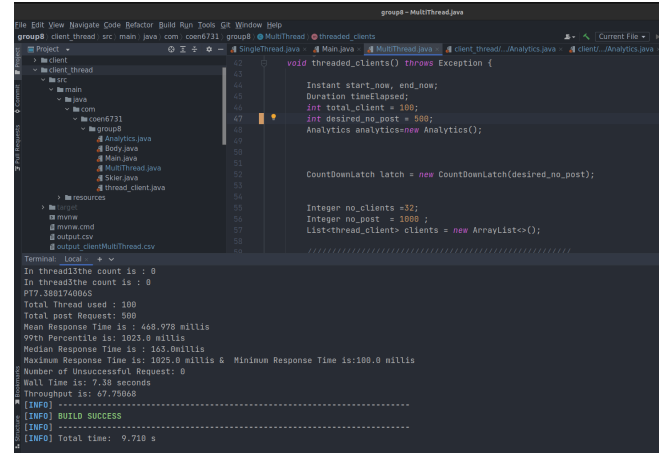 group8 – MultiThread.java
File Edit View Navigate Code Refactor Build Run Tools Git Window Help
group8 client_thread src main java com coen6731 group8 MultiThread threaded_clients
Current File
Project
SingleThread.java Main.java MultiThread.java client_thread/.../Analytics.java client/.../Analytics.java
client
client_thread
src
main
java
com
coen6731
group8
Analytics.java
Body.java
Main.java
MultiThread.java
Skier.java
thread_client.java
resources
target
mvnw
mvnw.cmd
output.csv
output_clientMultiThread.csv
Project
Commit
Pull Requests
Bookmarks
Structure
42 void threaded_clients() throws Exception {
43
44 Instant start_now, end_now;
45 Duration timeElapsed;
46 int total_client = 100;
47 int desired_no_post = 500;
48 Analytics analytics=new Analytics();
49
50
51
52 CountDownLatch latch = new CountDownLatch(desired_no_post);
53
54
55 Integer no_clients =32;
56 Integer no_post = 1000 ;
57 List<thread_client> clients = new ArrayList<>();
58
Terminal: Local + 
In thread13the count is : 0
In thread3the count is : 0
PT7.380174006S
Total Thread used : 100
Total post Request: 500
Mean Response Time is : 468.978 millis
99th Percentile is: 1023.0 millis
Median Response Time is : 163.0millis
Maximum Response Time is: 1025.0 millis & Minimum Response Time is:100.0 millis
Number of Unsuccessful Request: 0
Wall Time is: 7.38 seconds
Throughput is: 67.75068
[INFO] ------------------------------------------------------------------------
[INFO] BUILD SUCCESS
[INFO] ------------------------------------------------------------------------
[INFO] Total time: 9.710 s